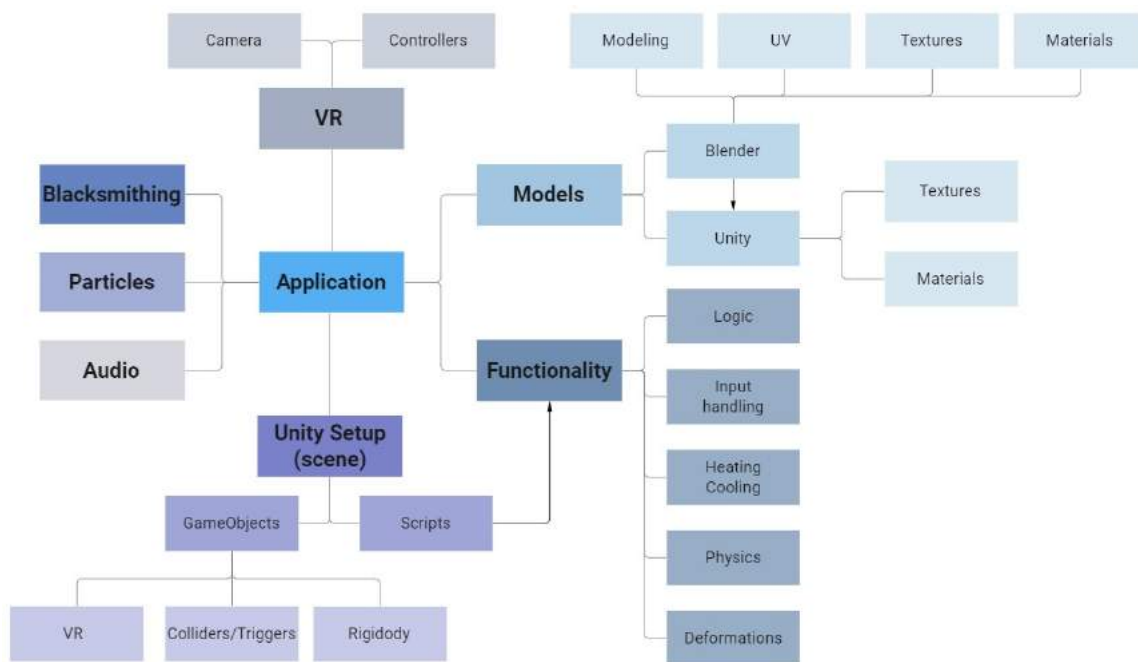 Camera
Controllers
Modeling
UV
Textures
Materials
VR
Blender
Blacksmithing
Models
Textures
Unity
Particles
Application
Materials
Logic
Audio
Functionality
Input
handling
Unity Setup
(scene)
Heating
Cooling
GameObjects
Scripts
Physics
VR
Colliders/Triggers
Rigidody
Deformations